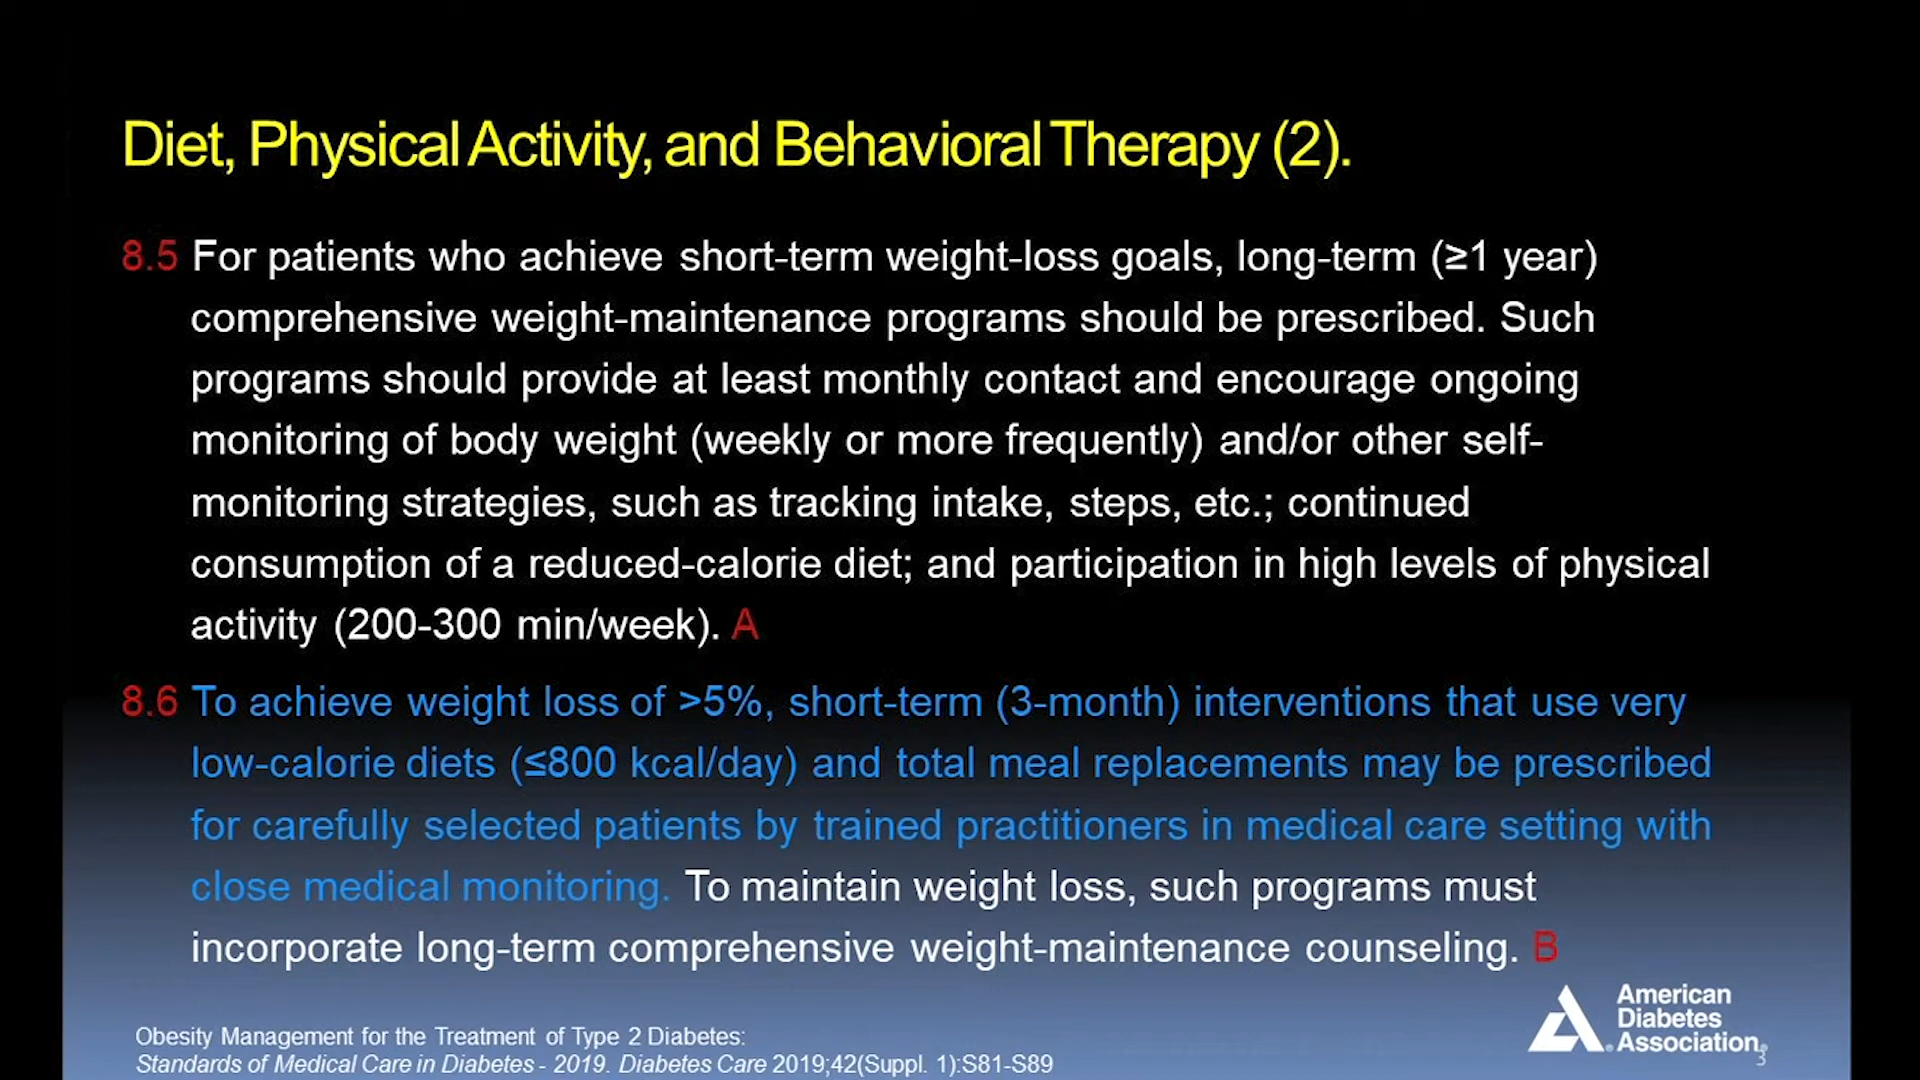 Diet, Physical Activity, and Behavioral Therapy (2).
8.5 For patients who achieve short-term weight-loss goals, long-term (≥1 year)
comprehensive weight-maintenance programs should be prescribed. Such
programs should provide at least monthly contact and encourage ongoing
monitoring of body weight (weekly or more frequently) and/or other self-
monitoring strategies, such as tracking intake, steps, etc.; continued
consumption of a reduced-calorie diet; and participation in high levels of physical
activity (200-300 min/week). A
8.6 To achieve weight loss of >5%, short-term (3-month) interventions that use very
low-calorie diets (≤800 kcal/day) and total meal replacements may be prescribed
for carefully selected patients by trained practitioners in medical care setting with
close medical monitoring. To maintain weight loss, such programs must
incorporate long-term comprehensive weight-maintenance counseling. B
Obesity Management for the Treatment of Type 2 Diabetes:
Standards of Medical Care in Diabetes - 2019. Diabetes Care 2019;42(Suppl. 1):S81-S89
American
Diabetes
Association®
3